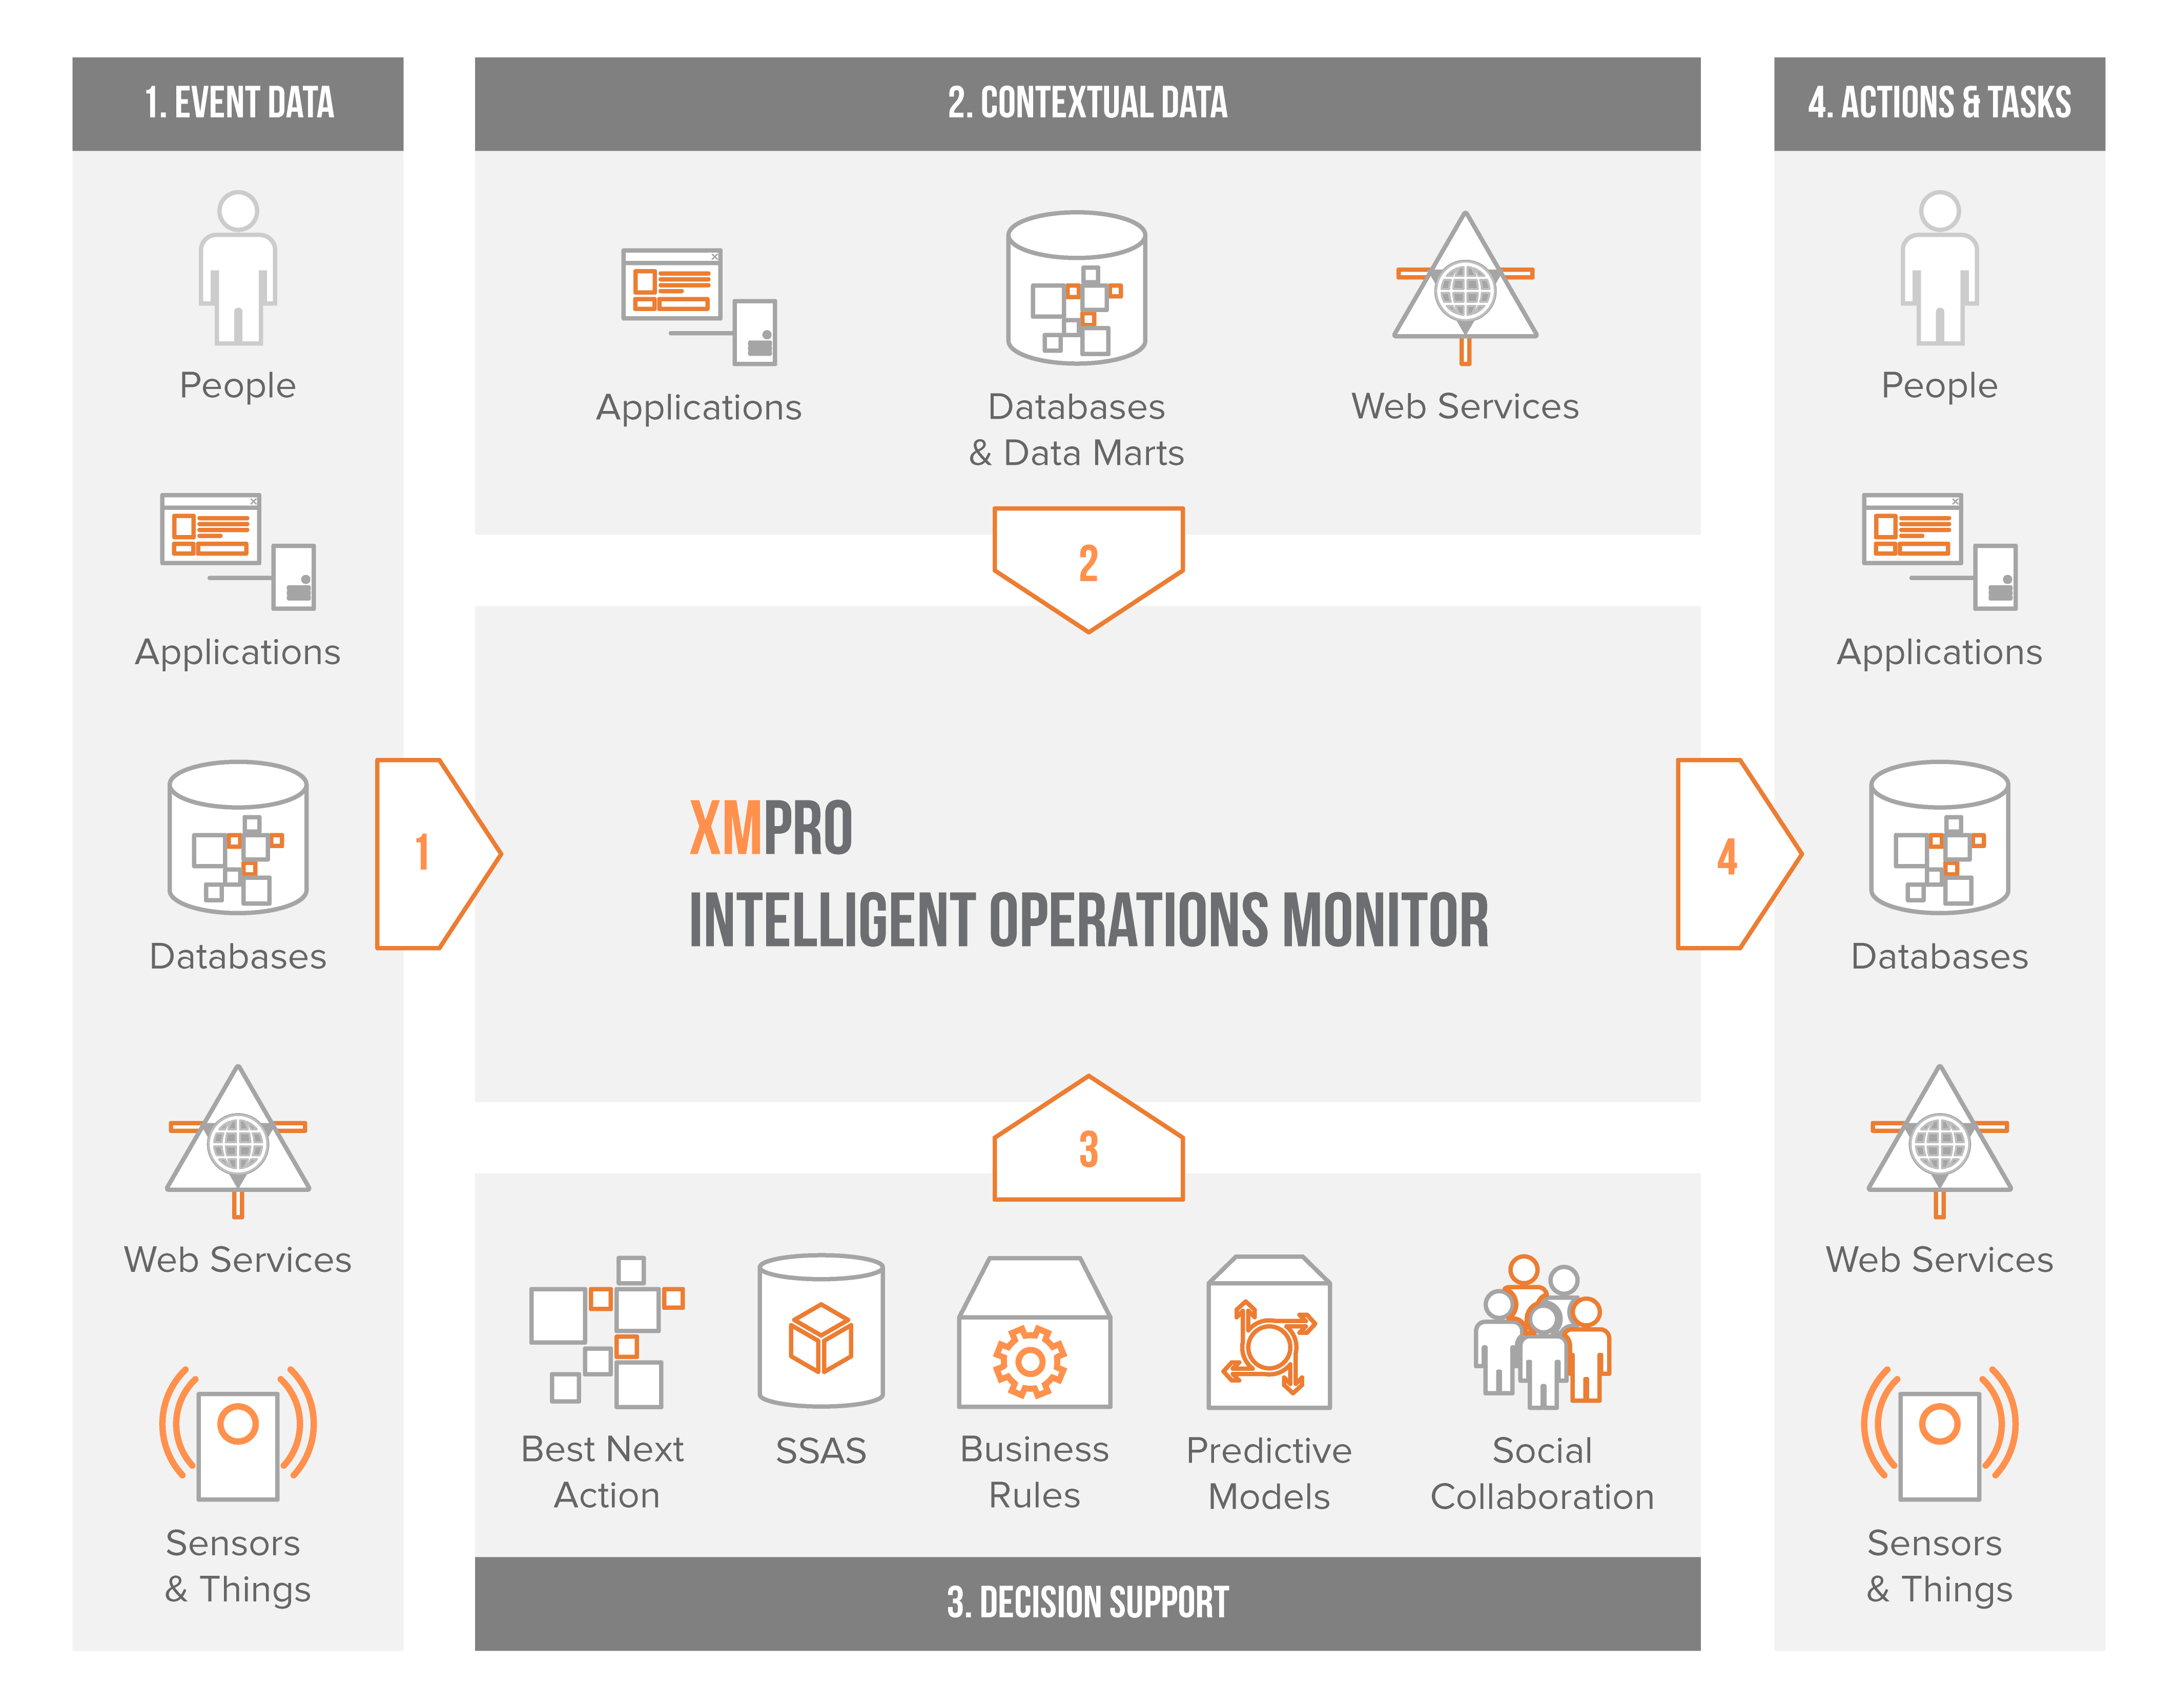 1. EVENT DATA
People
Applications
Databases
Web Services
Sensors
& Things
1
2. CONTEXTUAL DATA
Applications
Databases
& Data Marts
Web Services
2
XMPRO
INTELLIGENT OPERATIONS MONITOR
3
Best Next
Action
SSAS
Business
Rules
Predictive
Models
Social
Collaboration
3. DECISION SUPPORT
4
4. ACTIONS & TASKS
People
Applications
Databases
Web Services
Sensors
& Things